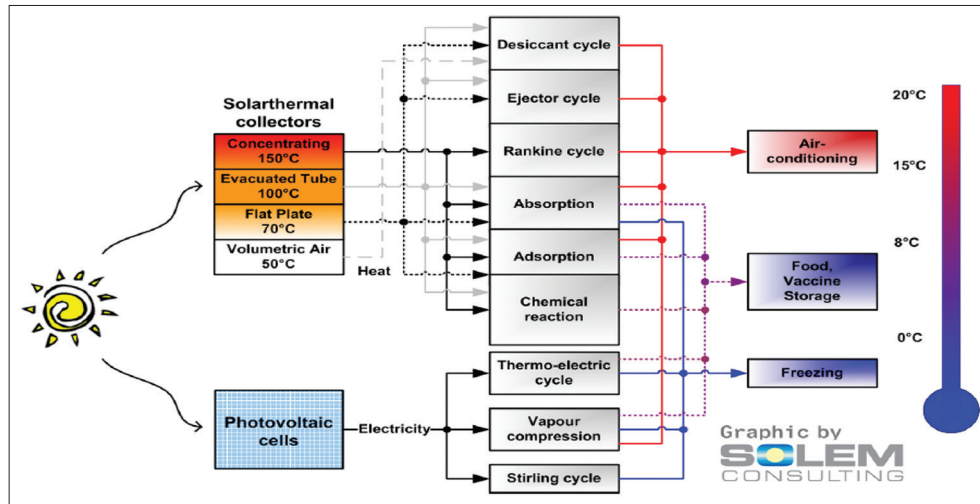 Solarthermal
collectors
Concentrating
150°C
Evacuated Tube
100°C
Flat Plate
70°C
Volumetric Air
50°C
Heat
Photovoltaic
cells
Electricity
Desiccant cycle
Ejector cycle
Rankine cycle
Absorption
Adsorption
Chemical
reaction
Thermo-electric
cycle
Vapour
compression
Stirling cycle
Air-
conditioning
Food,
Vaccine
Storage
Freezing
20°C
15°C
8°C
0°C
Graphic by
SOLEM
CONSULTING